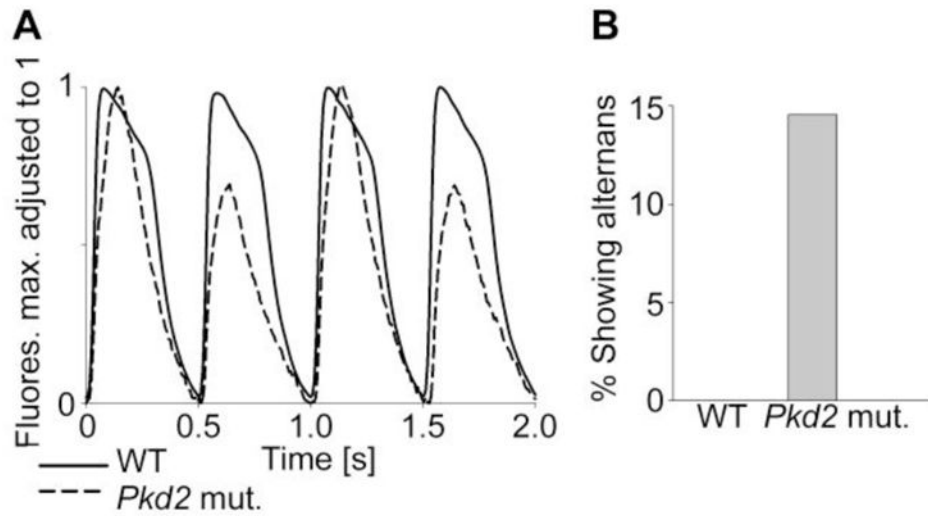 A
Fluores. max. adjusted to 1
1
0
0 0.5 1.0 1.5 2.0
Time [s]
WT
Pkd2 mut.
B
% Showing alternans
15
10
5
0
WT Pkd2 mut.